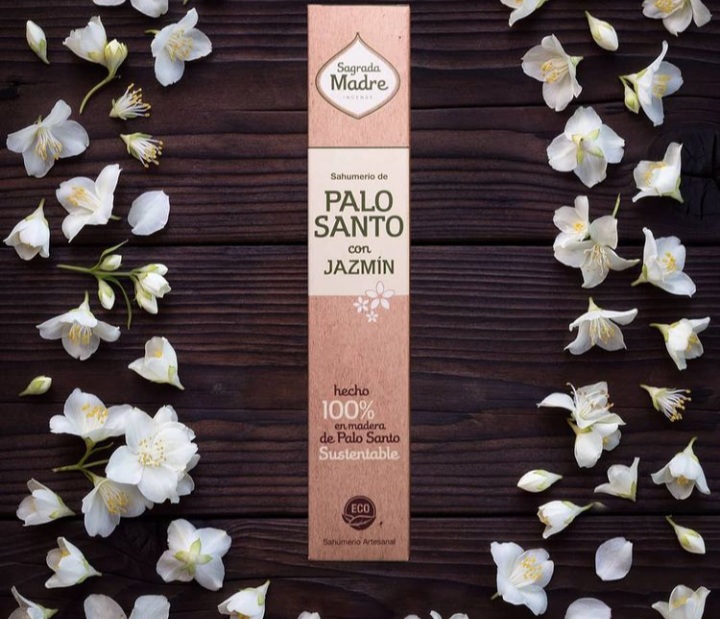 Sagrada
Madre
INCENSE
Sahumerio de
PALO
SANTO
con
JAZMÍN
hecho
100%
en madera
de Palo Santo
Sustentable
ECO
Sahumerio Artesanal